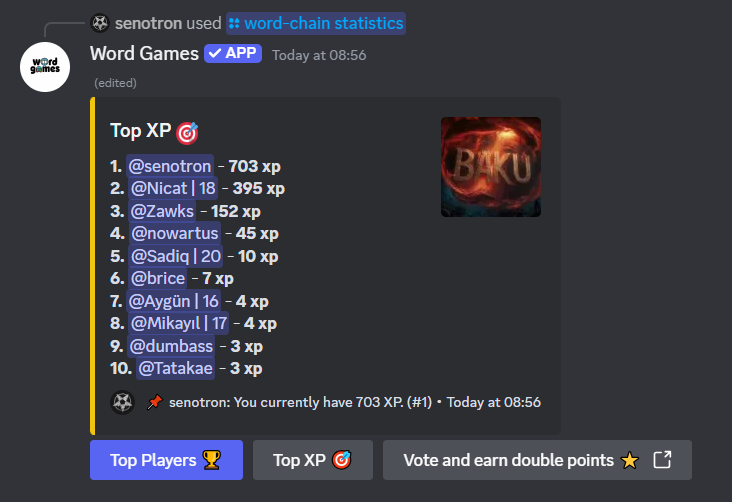 senotron used word-chain statistics
word games
Word Games APP Today at 08:56
(edited)
Top XP
BAKU
1. @senotron - 703 xp
2. @Nicat | 18 - 395 xp
3. @Zawks - 152 xp
4. @nowartus - 45 xp
5. @Sadiq | 20 - 10 xp
6. @brice - 7 xp
7. @Aygün | 16 - 4 xp
8. @Mikayıl | 17 - 4 xp
9. @dumbass - 3 xp
10. @Tatakae - 3 xp
senotron: You currently have 703 XP. (#1) • Today at 08:56
Top Players
Top XP
Vote and earn double points